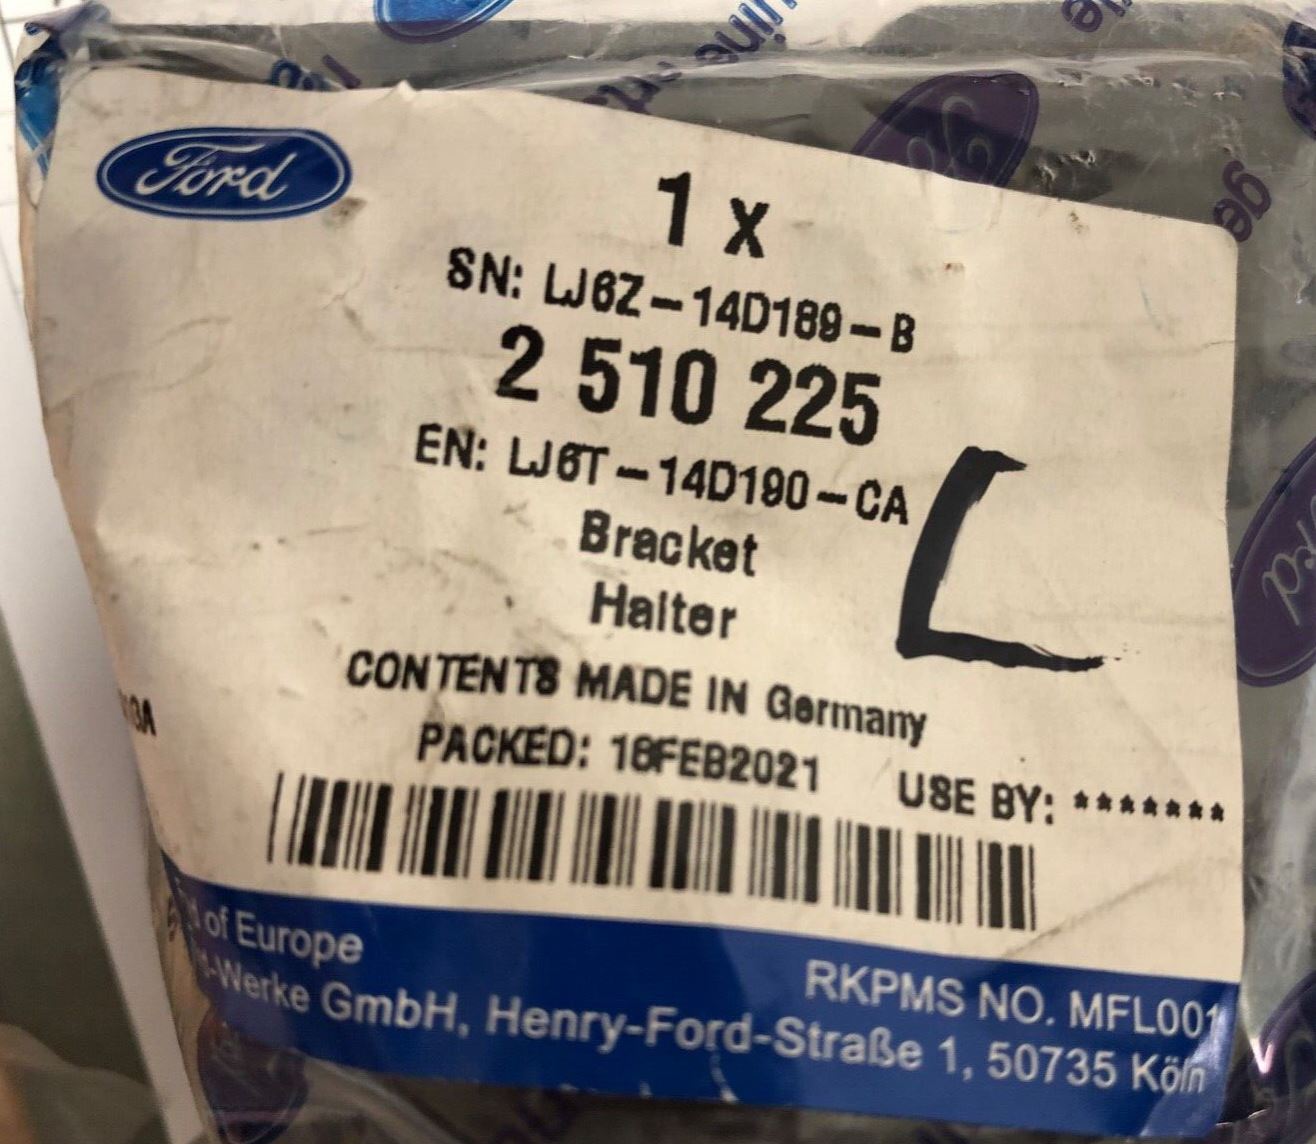 Ford
1 x
SN: LJ6Z-14D189-B
2 510 225
EN: LJ6T-14D190-CA
L
Bracket
Halter
CONTENTS MADE IN Germany
PACKED: 16FEB2021 USE BY: *******
of Europe
RKPMS NO. MFL001
-Werke GmbH, Henry-Ford-Straße 1, 50735 Köln